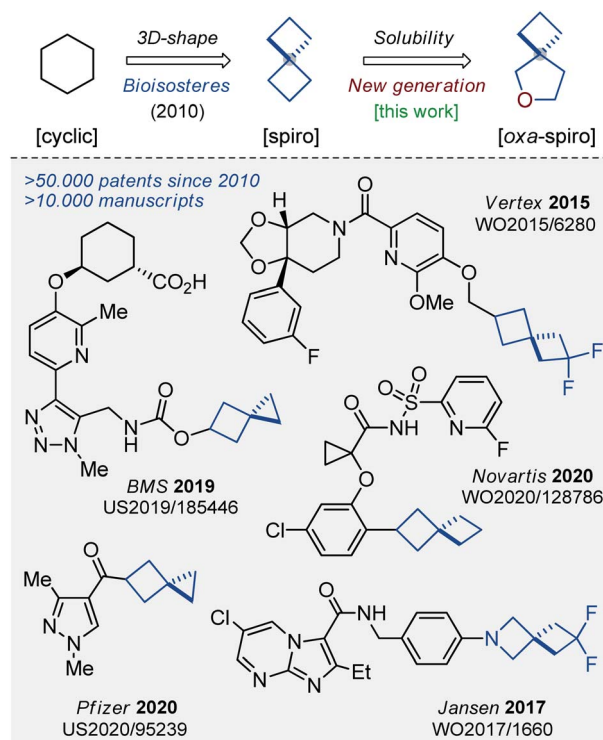 3D-shape
Bioisosteres
(2010)
Solubility
New generation
[this work]
O
[cyclic]
[spiro]
[oxa-spiro]
>50.000 patents since 2010
>10.000 manuscripts
Vertex 2015
WO2015/6280
O
H
O
N
O
N
O
OMe
F
F
F
O
CO2H
Me
N
N
N
N
Me
N
H
O
O
BMS 2019
US2019/185446
O
O
O
S
NH
N
F
O
Cl
Novartis 2020
WO2020/128786
O
Me
N
N
Me
Pfizer 2020
US2020/95239
Cl
O
H
N
N
N
N
Et
N
F
F
Jansen 2017
WO2017/1660